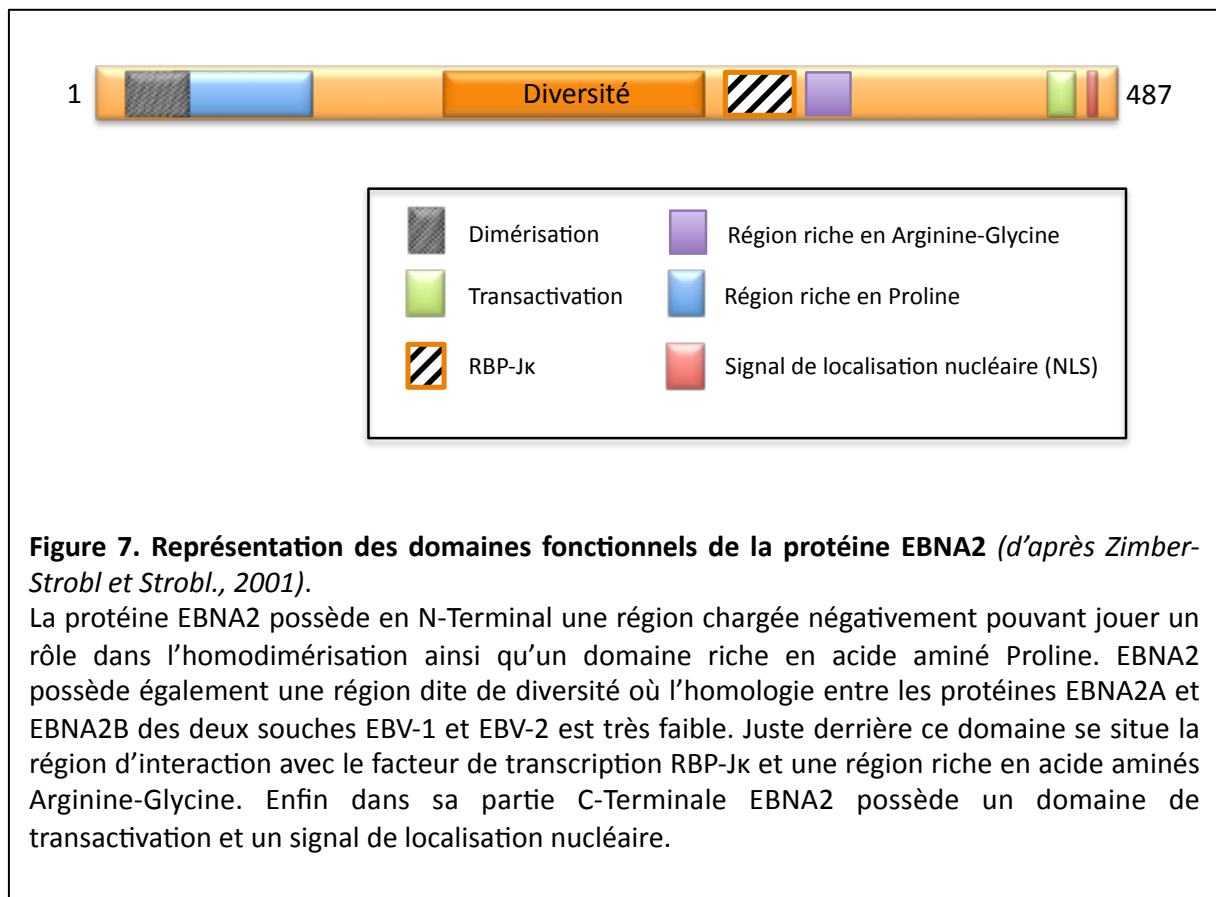 1
Diversité
487
Dimérisation
Région riche en Arginine-Glycine
Transactivation
Région riche en Proline
RBP-Jκ
Signal de localisation nucléaire (NLS)
Figure 7. Représentation des domaines fonctionnels de la protéine EBNA2 (d'après Zimber-
Strobl et Strobl., 2001).
La protéine EBNA2 possède en N-Terminal une région chargée négativement pouvant jouer un
rôle dans l'homodimérisation ainsi qu'un domaine riche en acide aminé Proline. EBNA2
possède également une région dite de diversité où l'homologie entre les protéines EBNA2A et
EBNA2B des deux souches EBV-1 et EBV-2 est très faible. Juste derrière ce domaine se situe la
région d'interaction avec le facteur de transcription RBP-Jκ et une région riche en acide aminés
Arginine-Glycine. Enfin dans sa partie C-Terminale EBNA2 possède un domaine de
transactivation et un signal de localisation nucléaire.